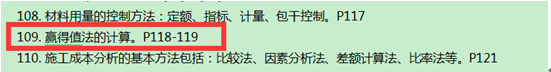 108. 材料用量的控制方法：定额、指标、计量、包干控制。P117
109. 赢得值法的计算。P118-119
110. 施工成本分析的基本方法包括：比较法、因素分析法、差额计算法、比率法等。P121